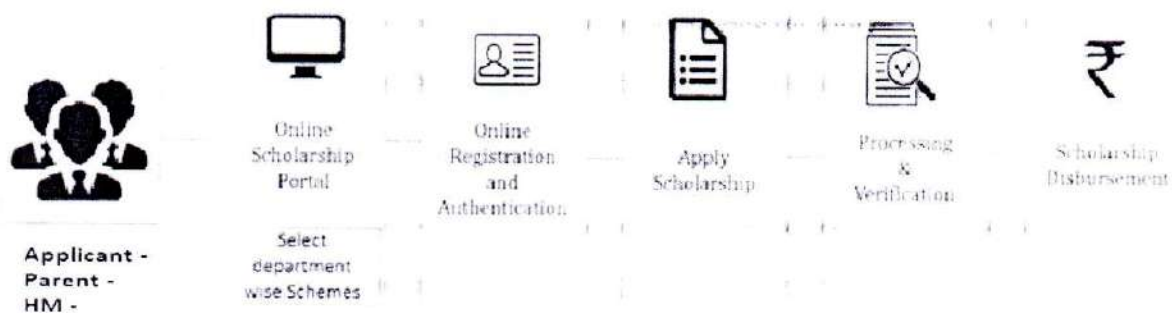 Applicant -
Parent -
HM -
Online
Scholarship
Portal
Select
department
wise Schemes
Online
Registration
and
Authentication
Apply
Scholarship
Processing
&
Verification
₹
Scholarship
Disbursement